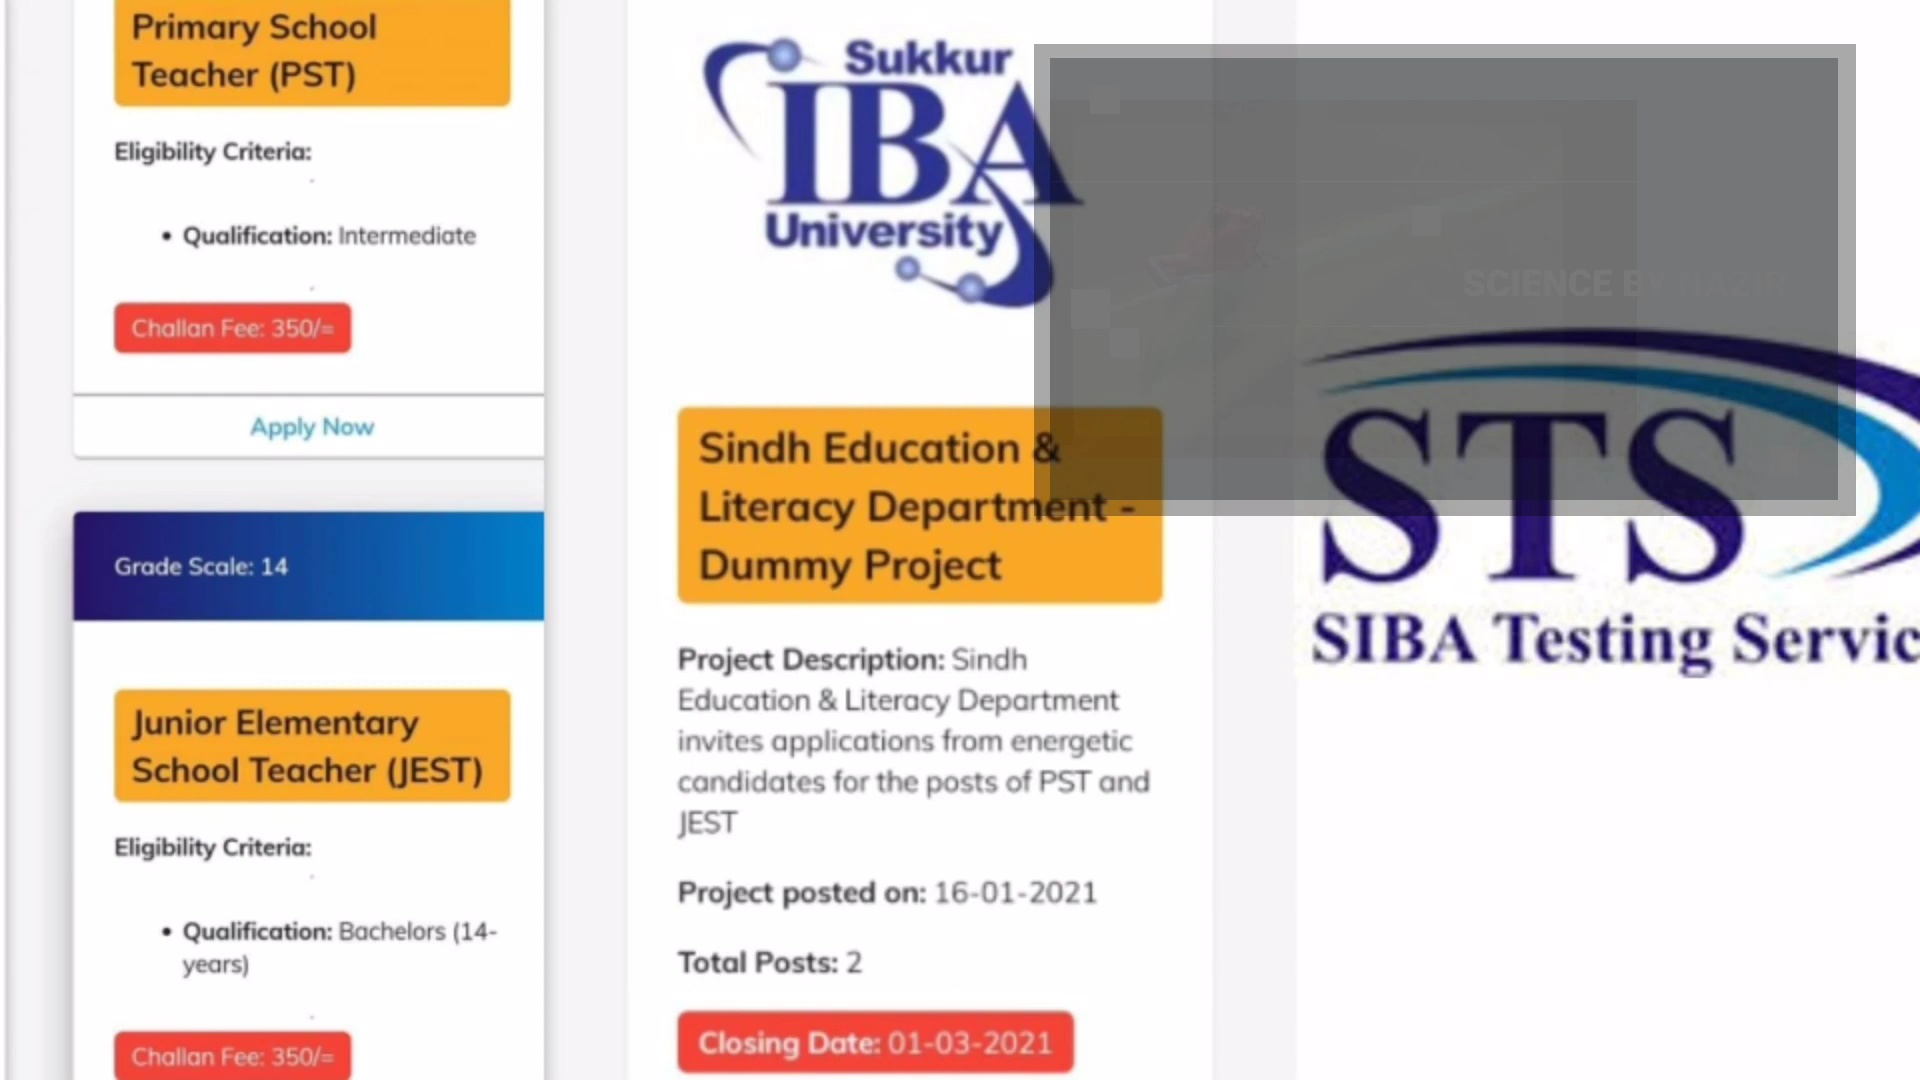 Primary School
Teacher (PST)
Eligibility Criteria:
• Qualification: Intermediate
Challan Fee: 350/=
Apply Now
Grade Scale: 14
Junior Elementary
School Teacher (JEST)
Eligibility Criteria:
• Qualification: Bachelors (14-
years)
Challan Fee: 350/=
Sukkur
IBA
University
Sindh Education &
Literacy Department -
Dummy Project
Project Description: Sindh
Education & Literacy Department
invites applications from energetic
candidates for the posts of PST and
JEST
Project posted on: 16-01-2021
Total Posts: 2
Closing Date: 01-03-2021
SCIENCE BY NAZIR
STS
SIBA Testing Servic